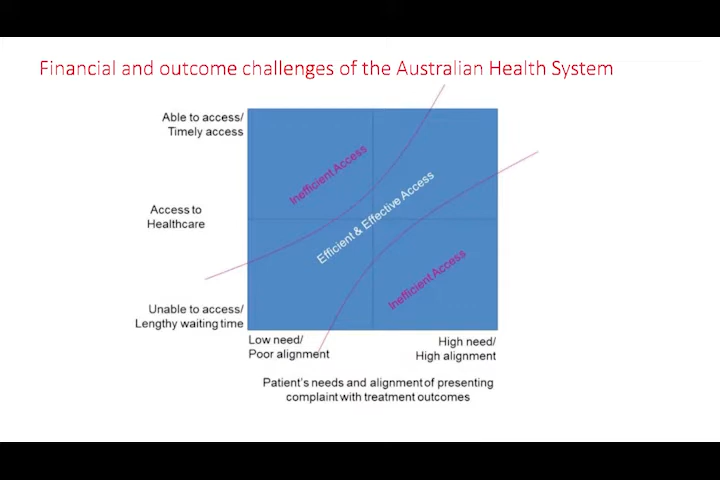 Financial and outcome challenges of the Australian Health System
Able to access/
Timely access
Inefficient Access
Access to
Healthcare
Efficient & Effective Access
Inefficient Access
Unable to access/
Lengthy waiting time
Low need/
Poor alignment
High need/
High alignment
Patient's needs and alignment of presenting
complaint with treatment outcomes